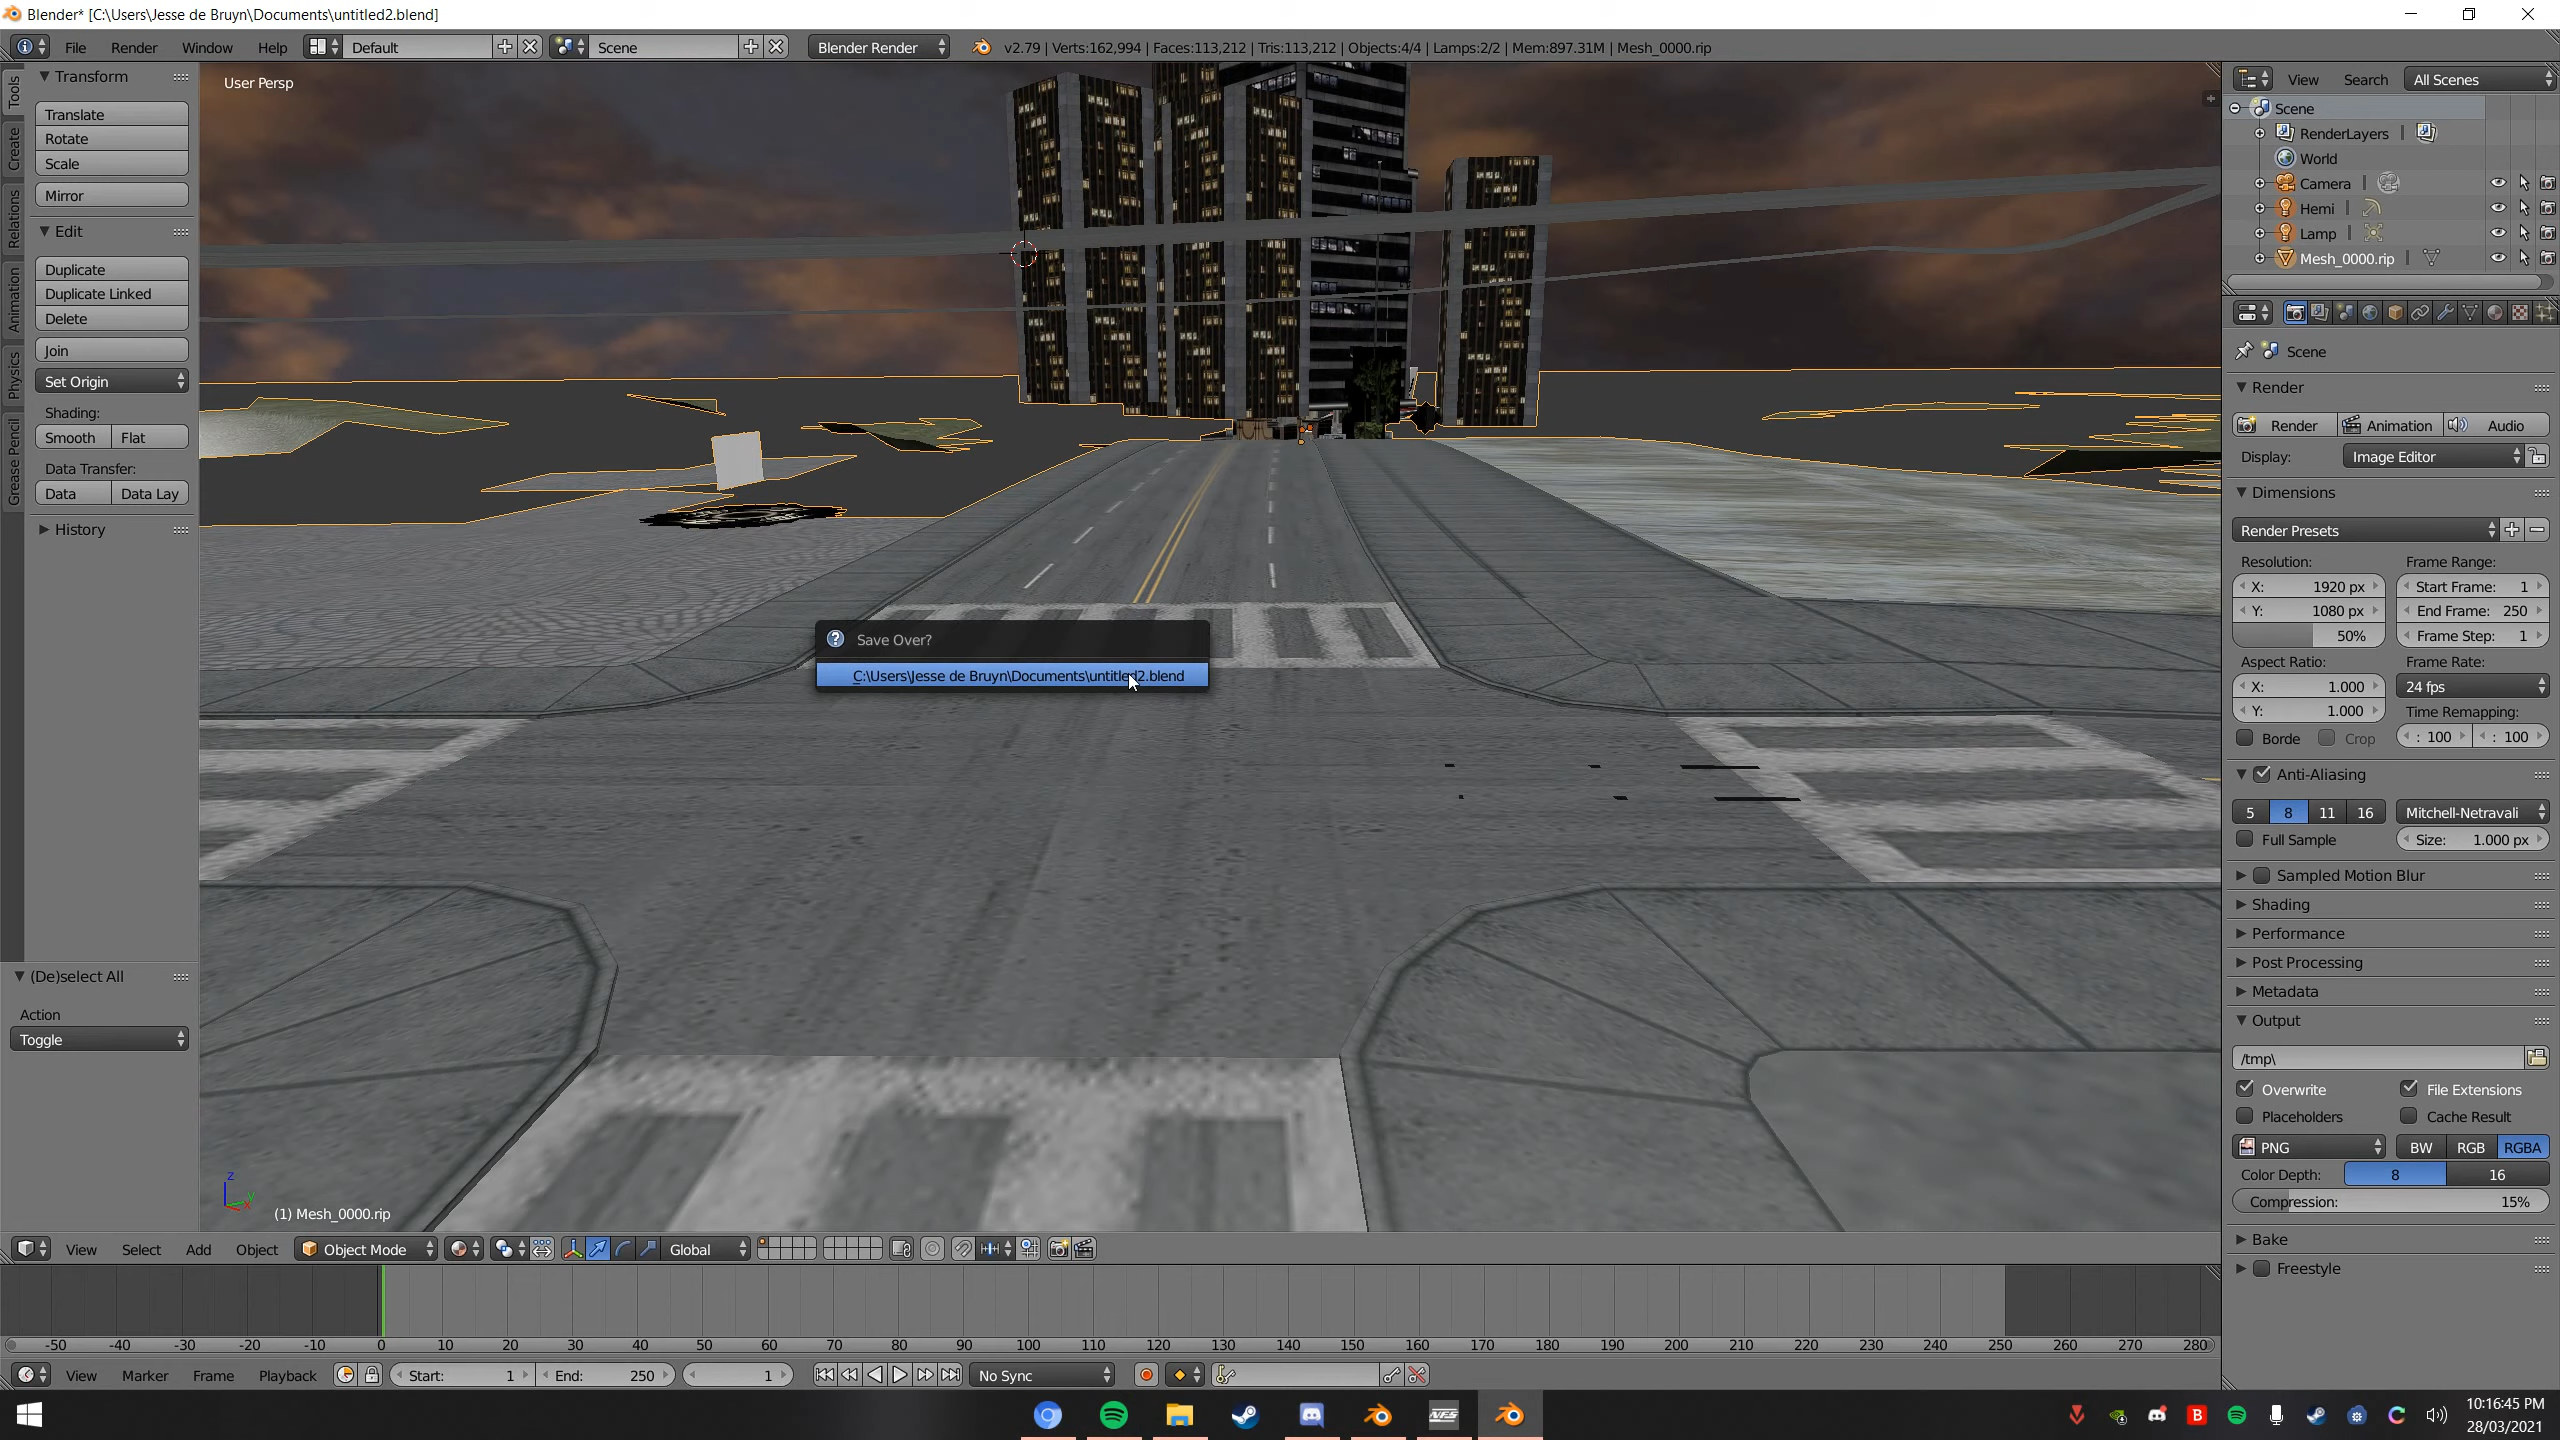 Blender* [C:\Users\Jesse de Bruyn\Documents\untitled2.blend]
File Render Window Help Default Scene Blender Render v2.79 | Verts:162,994 | Faces:113,212 | Tris:113,212 | Objects:4/4 | Lamps:2/2 | Mem:897.31M | Mesh_0000.rip
Tools
Create
Relations
Animation
Physics
Grease Pencil
Transform
Translate
Rotate
Scale
Mirror
Edit
Duplicate
Duplicate Linked
Delete
Join
Set Origin
Shading:
Smooth Flat
Data Transfer:
Data Data Lay
History
(De)select All
Action
Toggle
User Persp
Save Over?
C:\Users\Jesse de Bruyn\Documents\untitled2.blend
z
y
x
(1) Mesh_0000.rip
View Search All Scenes
Scene
RenderLayers |
World
Camera |
Hemi |
Lamp |
Mesh_0000.rip |
Scene
Render
Render Animation Audio
Display: Image Editor
Dimensions
Render Presets
Resolution: Frame Range:
X: 1920 px Start Frame: 1
Y: 1080 px End Frame: 250
50% Frame Step: 1
Aspect Ratio: Frame Rate:
X: 1.000 24 fps
Y: 1.000 Time Remapping:
Borde Crop : 100 : 100
Anti-Aliasing
5 8 11 16 Mitchell-Netravali
Full Sample Size: 1.000 px
Sampled Motion Blur
Shading
Performance
Post Processing
Metadata
Output
/tmp\
Overwrite File Extensions
Placeholders Cache Result
PNG BW RGB RGBA
Color Depth: 8 16
Compression: 15%
Bake
Freestyle
View Select Add Object Object Mode Global
-50 -40 -30 -20 -10 0 10 20 30 40 50 60 70 80 90 100 110 120 130 140 150 160 170 180 190 200 210 220 230 240 250 260 270 280
View Marker Frame Playback Start: 1 End: 250 1 No Sync
NFS
10:16:45 PM
28/03/2021